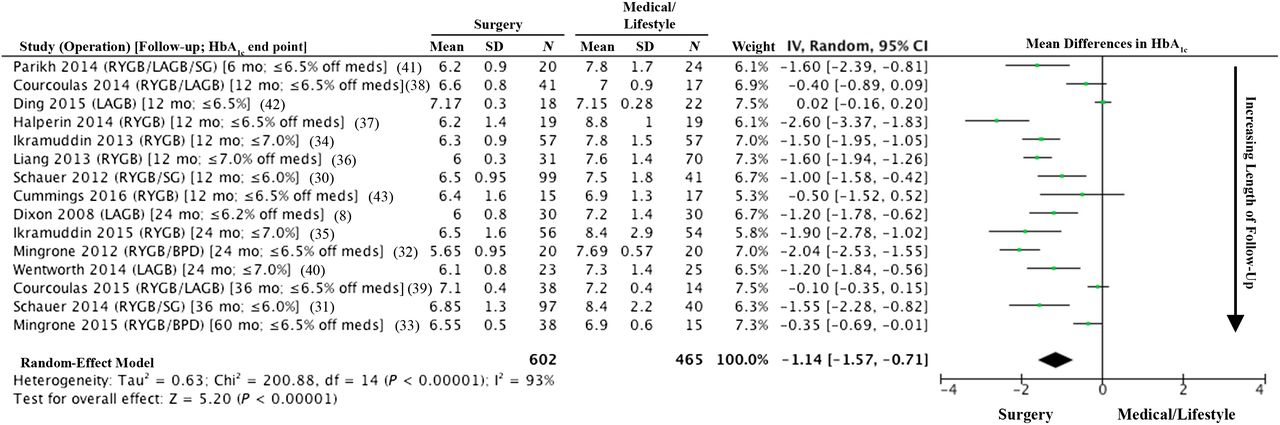 Surgery Medical/
Lifestyle
Study (Operation) [Follow-up; HbA1c end point] Mean SD N Mean SD N Weight IV, Random, 95% CI Mean Differences in HbA1c
Parikh 2014 (RYGB/LAGB/SG) [6 mo; ≤6.5% off meds] (41) 6.2 0.9 20 7.8 1.7 24 6.1% -1.60 [-2.39, -0.81]
Courcoulas 2014 (RYGB/LAGB) [12 mo; ≤6.5% off meds](38) 6.6 0.8 41 7 0.9 17 6.9% -0.40 [-0.89, 0.09]
Ding 2015 (LAGB) [12 mo; ≤6.5%] (42) 7.17 0.3 18 7.15 0.28 22 7.5% 0.02 [-0.16, 0.20]
Halperin 2014 (RYGB) [12 mo; ≤6.5% off meds] (37) 6.2 1.4 19 8.8 1 19 6.1% -2.60 [-3.37, -1.83]
Ikramuddin 2013 (RYGB) [12 mo; ≤7.0%] (34) 6.3 0.9 57 7.8 1.5 57 7.0% -1.50 [-1.95, -1.05]
Liang 2013 (RYGB) [12 mo; ≤7.0% off meds] (36) 6 0.9 31 7.6 1.4 70 7.3% -1.60 [-1.94, -1.26]
Schauer 2012 (RYGB/SG) [12 mo; ≤6.0%] (30) 6.5 0.95 99 7.5 1.8 41 6.7% -1.00 [-1.58, -0.42]
Cummings 2016 (RYGB) [12 mo; ≤6.5% off meds] (43) 6.4 1.6 15 6.9 1.3 17 5.3% -0.50 [-1.52, 0.52]
Dixon 2008 (LAGB) [24 mo; ≤6.2% off meds] (8) 6 0.8 30 7.2 1.4 30 6.7% -1.20 [-1.78, -0.62]
Ikramuddin 2015 (RYGB) [24 mo; ≤7.0%] (35) 6.5 1.6 56 8.4 2.9 54 5.8% -1.90 [-2.78, -1.02]
Mingrone 2012 (RYGB/BPD) [24 mo; ≤6.5% off meds] (32) 5.65 0.95 20 7.69 0.57 20 7.0% -2.04 [-2.53, -1.55]
Wentworth 2014 (LAGB) [24 mo; ≤7.0%] (40) 6.1 0.8 23 7.3 1.4 25 6.5% -1.20 [-1.84, -0.56]
Courcoulas 2015 (RYGB/LAGB) [36 mo; ≤6.5% off meds](39) 7.1 0.4 38 7.2 0.4 14 7.5% -0.10 [-0.35, 0.15]
Schauer 2014 (RYGB/SG) [36 mo; ≤6.0%] (31) 6.85 1.3 97 8.4 2.2 40 6.3% -1.55 [-2.28, -0.82]
Mingrone 2015 (RYGB/BPD) [60 mo; ≤6.5% off meds] (33) 6.55 0.5 38 6.9 0.6 15 7.3% -0.35 [-0.69, -0.01]
Random-Effect Model 602 465 100.0% -1.14 [-1.57, -0.71]
Heterogeneity: Tau² = 0.63; Chi² = 200.88, df = 14 (P < 0.00001); I² = 93%
Test for overall effect: Z = 5.20 (P < 0.00001)
Increasing Length of Follow-Up
-4 -2 0 2 4
Surgery Medical/Lifestyle